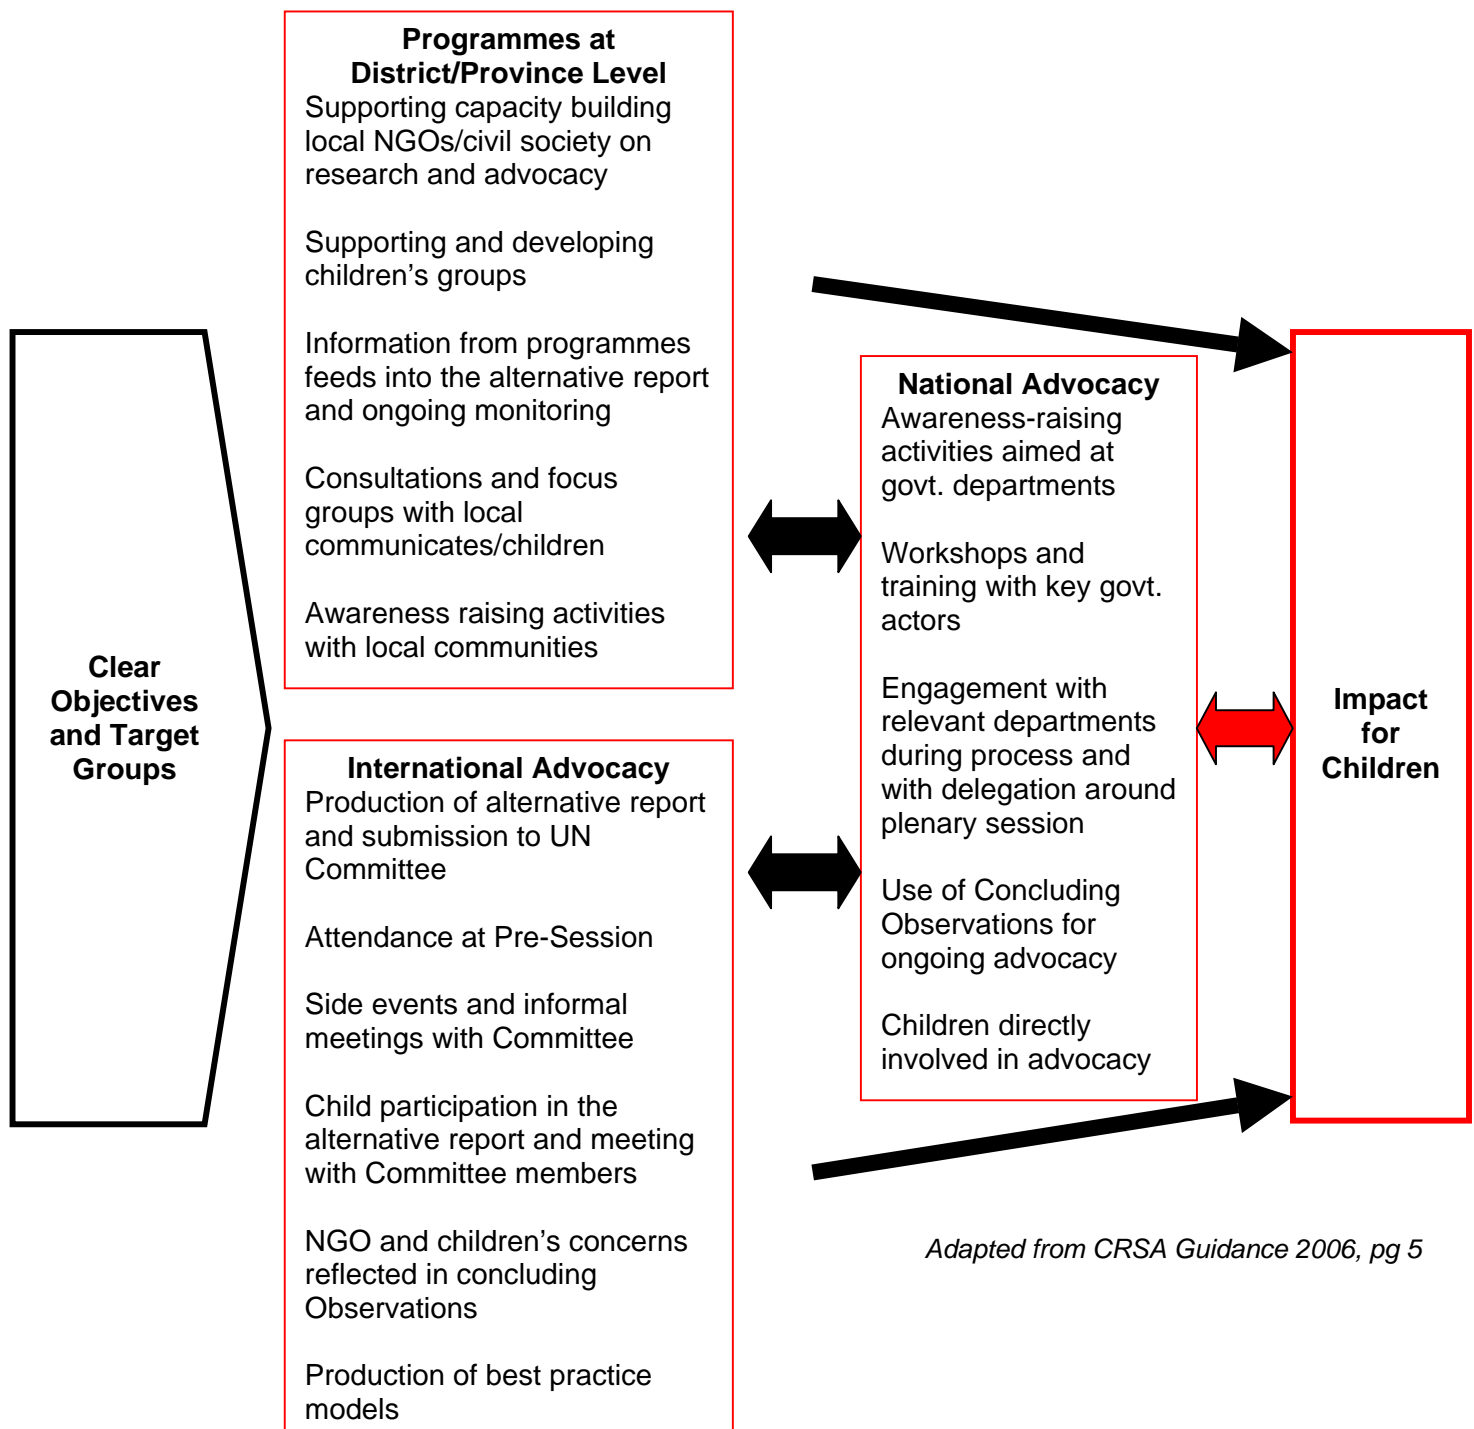 Programmes at
District/Province Level
Supporting capacity building
local NGOs/civil society on
research and advocacy
Supporting and developing
children’s groups
Information from programmes
feeds into the alternative report
and ongoing monitoring
Consultations and focus
groups with local
communicates/children
Awareness raising activities
with local communities
Clear
Objectives
and Target
Groups
International Advocacy
Production of alternative report
and submission to UN
Committee
Attendance at Pre-Session
Side events and informal
meetings with Committee
Child participation in the
alternative report and meeting
with Committee members
NGO and children’s concerns
reflected in concluding
Observations
Production of best practice
models
National Advocacy
Awareness-raising
activities aimed at
govt. departments
Workshops and
training with key govt.
actors
Engagement with
relevant departments
during process and
with delegation around
plenary session
Use of Concluding
Observations for
ongoing advocacy
Children directly
involved in advocacy
Impact
for
Children
Adapted from CRSA Guidance 2006, pg 5